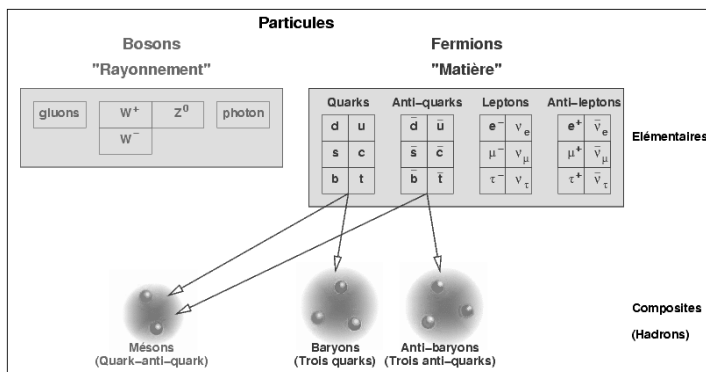 Particules
Bosons
"Rayonnement"
Fermions
"Matière"
gluons
W⁺
Z⁰
W⁻
photon
Quarks
d u
s c
b t
Anti-quarks
d̄ ū
s̄ c̄
b̄ t̄
Leptons
e⁻ νe
μ⁻ νμ
τ⁻ ντ
Anti-leptons
e⁺ ν̄e
μ⁺ ν̄μ
τ⁺ ν̄τ
Elémentaires
Mésons
(Quark-anti-quark)
Baryons
(Trois quarks)
Anti-baryons
(Trois anti-quarks)
Composites
(Hadrons)